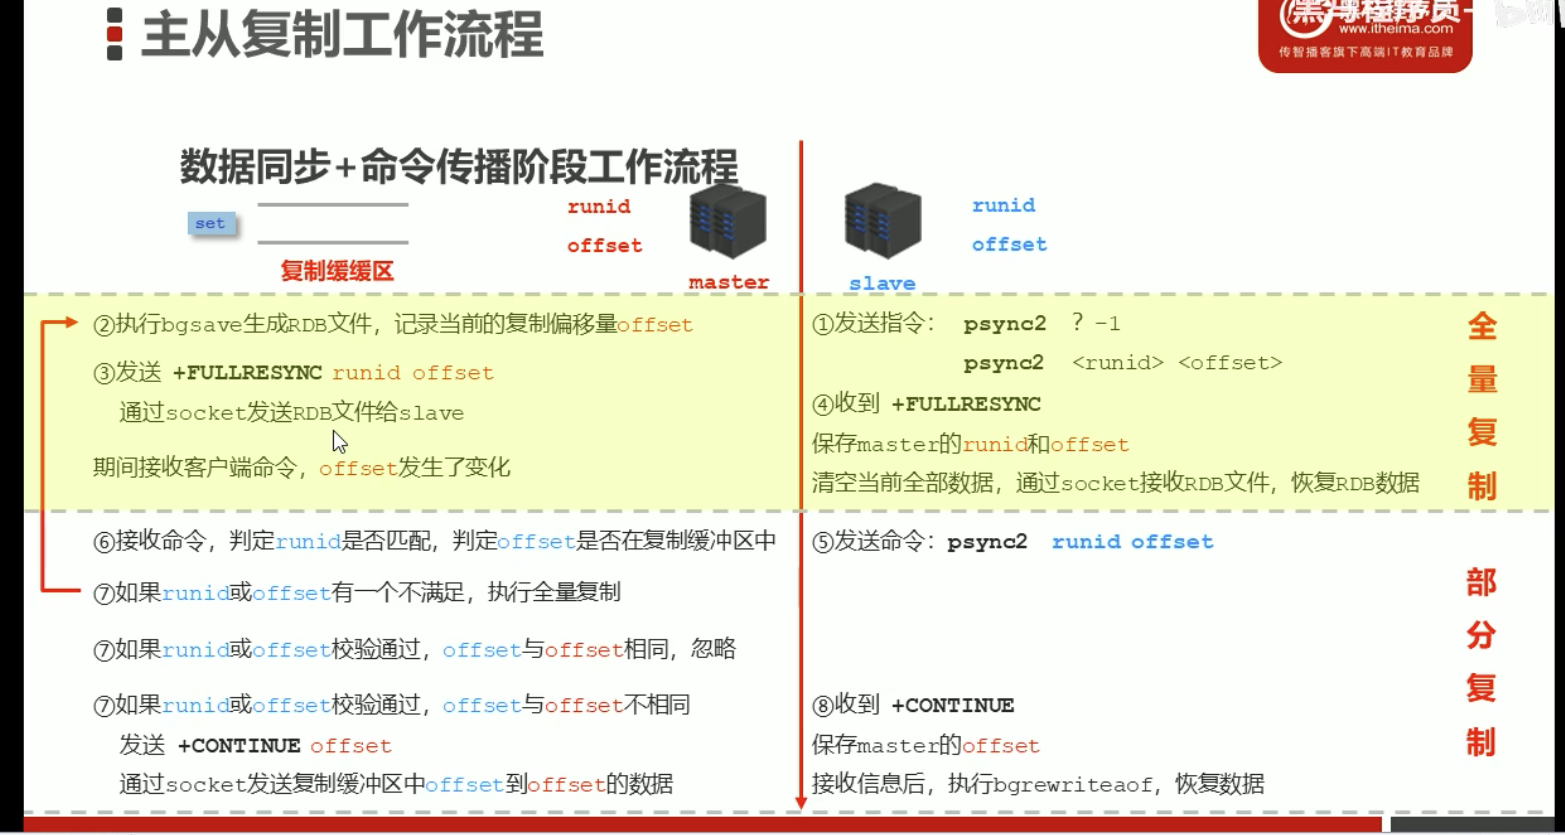 主从复制工作流程
黑马程序员-
www.itheima.com
传智播客旗下高端IT教育品牌
数据同步+命令传播阶段工作流程
set
复制缓缓区
runid
offset
master
runid
offset
slave
②执行bgsave生成RDB文件，记录当前的复制偏移量offset
③发送 +FULLRESYNC runid offset
通过socket发送RDB文件给slave
期间接收客户端命令，offset发生了变化
①发送指令： psync2 ? -1
psync2 <runid> <offset>
④收到 +FULLRESYNC
保存master的runid和offset
清空当前全部数据，通过socket接收RDB文件，恢复RDB数据
全
量
复
制
⑥接收命令，判定runid是否匹配，判定offset是否在复制缓冲区中
⑦如果runid或offset有一个不满足，执行全量复制
⑦如果runid或offset校验通过，offset与offset相同，忽略
⑦如果runid或offset校验通过，offset与offset不相同
发送 +CONTINUE offset
通过socket发送复制缓冲区中offset到offset的数据
⑤发送命令：psync2 runid offset
⑧收到 +CONTINUE
保存master的offset
接收信息后，执行bgrewriteaof，恢复数据
部
分
复
制